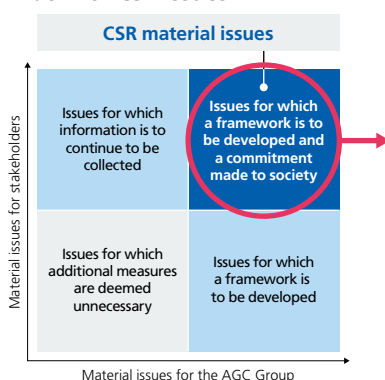 CSR material issues
Issues for which
information is to
continue to be
collected
Issues for which
a framework is to
be developed and
a commitment
made to society
Issues for which
additional measures
are deemed
unnecessary
Issues for which
a framework is
to be developed
Material issues for stakeholders
Material issues for the AGC Group